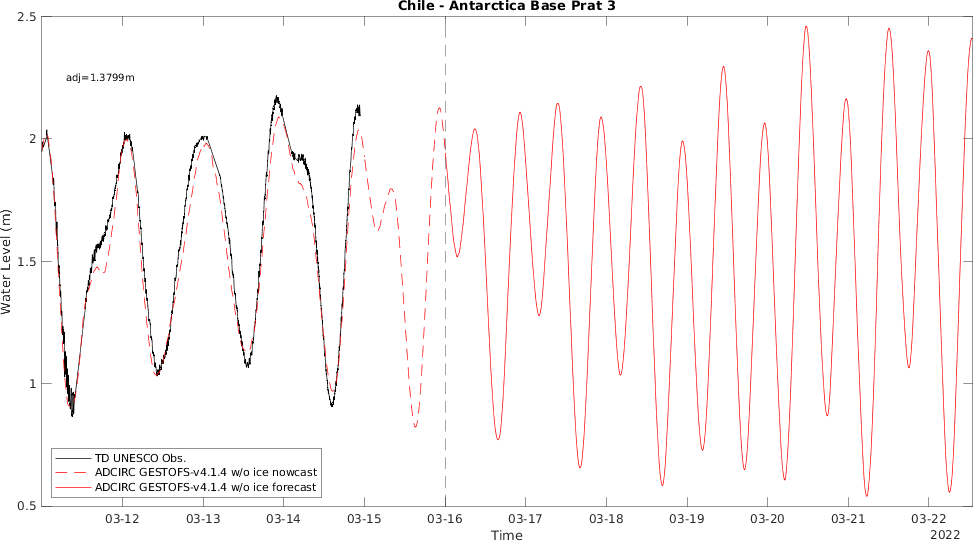 Chile - Antarctica Base Prat 3
2.5
adj=1.3799m
2
1.5
1
0.5
Water Level (m)
TD UNESCO Obs.
ADCIRC GESTOFS-v4.1.4 w/o ice nowcast
ADCIRC GESTOFS-v4.1.4 w/o ice forecast
03-12 03-13 03-14 03-15 03-16 03-17 03-18 03-19 03-20 03-21 03-22
Time
2022